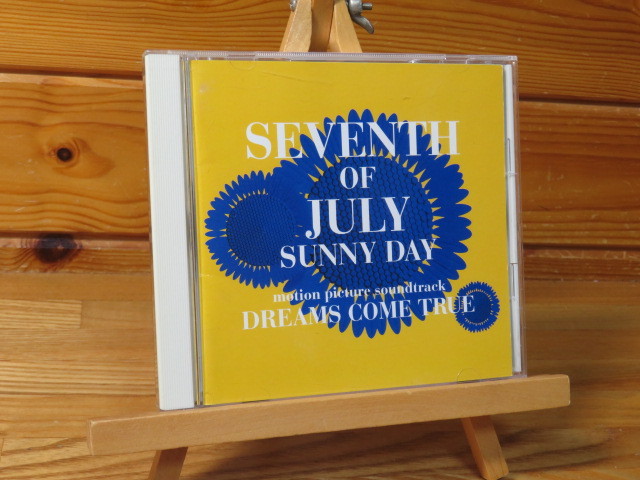 SEVENTH
OF
JULY
SUNNY DAY
motion picture soundtrack
DREAMS COME TRUE